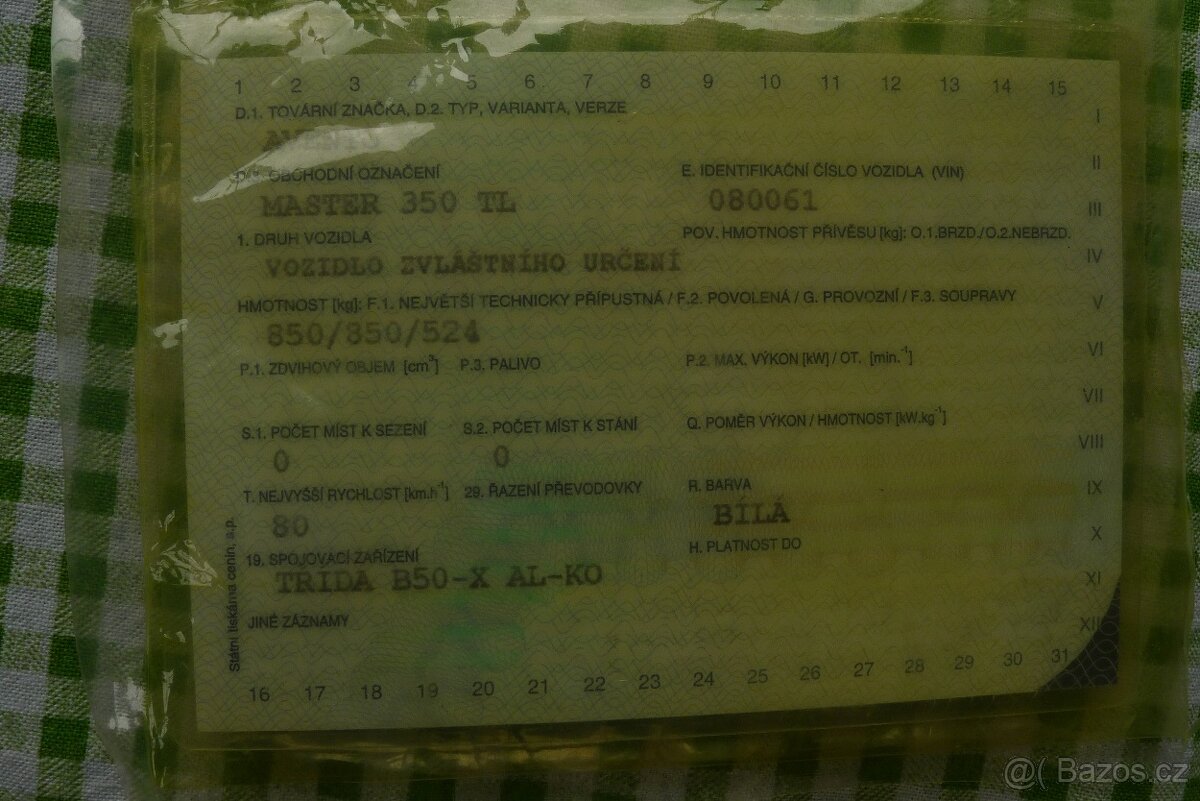 1 2 3 4 5 6 7 8 9 10 11 12 13 14 15
D.1. TOVÁRNÍ ZNAČKA, D.2. TYP, VARIANTA, VERZE I
II
OBCHODNÍ OZNAČENÍ E. IDENTIFIKAČNÍ ČÍSLO VOZIDLA (VIN)
MASTER 350 TL 080061 III
1. DRUH VOZIDLA POV. HMOTNOST PŘÍVĚSU [kg]: O.1.BRZD./O.2.NEBRZD.
VOZIDLO ZVLÁŠTNÍHO URČENÍ IV
HMOTNOST [kg]: F.1. NEJVĚTŠÍ TECHNICKY PŘÍPUSTNÁ / F.2. POVOLENÁ / G. PROVOZNÍ / F.3. SOUPRAVY V
850/850/524
P.1. ZDVIHOVÝ OBJEM [cm³] P.3. PALIVO P.2. MAX. VÝKON [kW] / OT. [min.⁻¹] VI
VII
S.1. POČET MÍST K SEZENÍ S.2. POČET MÍST K STÁNÍ Q. POMĚR VÝKON / HMOTNOST [kW.kg⁻¹]
0 0 VIII
T. NEJVYŠŠÍ RYCHLOST [km.h⁻¹] 29. ŘAZENÍ PŘEVODOVKY R. BARVA IX
80 BÍLÁ
19. SPOJOVACÍ ZAŘÍZENÍ H. PLATNOST DO X
TŘÍDA B50-X AL-KO XI
JINÉ ZÁZNAMY XII
Státní tiskárna cenin, s.p.
16 17 18 19 20 21 22 23 24 25 26 27 28 29 30 31
@( Bazos.cz